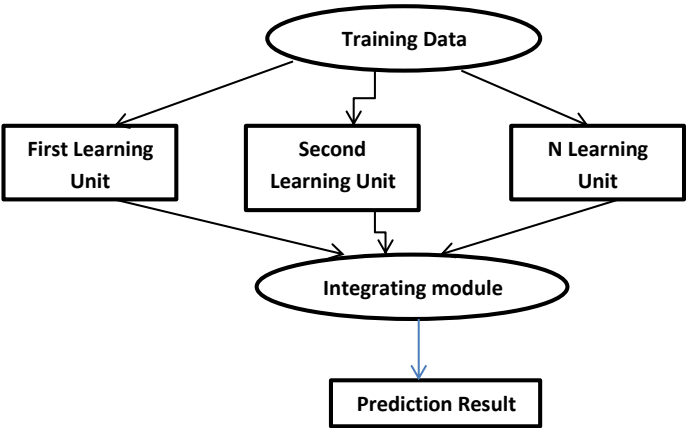 Training Data
First Learning
Unit
Second
Learning Unit
N Learning
Unit
Integrating module
Prediction Result